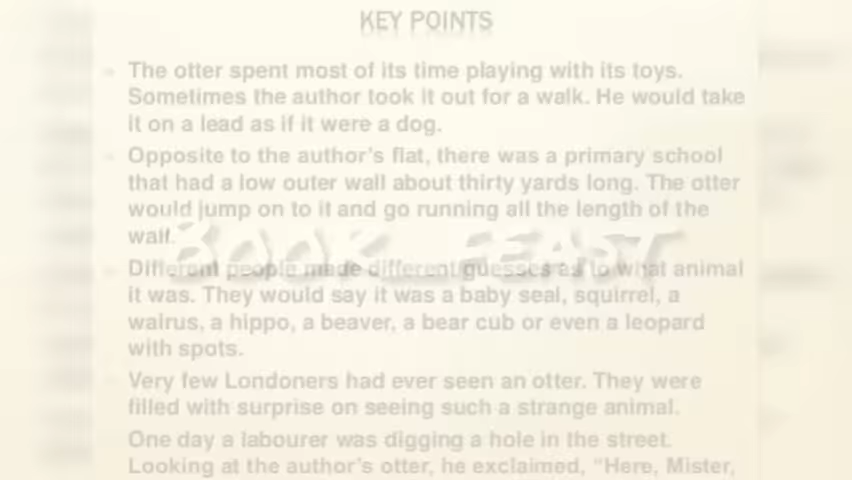 KEY POINTS
The otter spent most of its time playing with its toys.
Sometimes the author took it out for a walk. He would take
it on a lead as if it were a dog.
Opposite to the author's flat, there was a primary school
that had a low outer wall about thirty yards long. The otter
would jump on to it and go running all the length of the
wall.
BOOK_FEAST
Different people made different guesses as to what animal
it was. They would say it was a baby seal, squirrel, a
walrus, a hippo, a beaver, a bear cub or even a leopard
with spots.
Very few Londoners had ever seen an otter. They were
filled with surprise on seeing such a strange animal.
One day a labourer was digging a hole in the street.
Looking at the author's otter, he exclaimed, “Here, Mister,